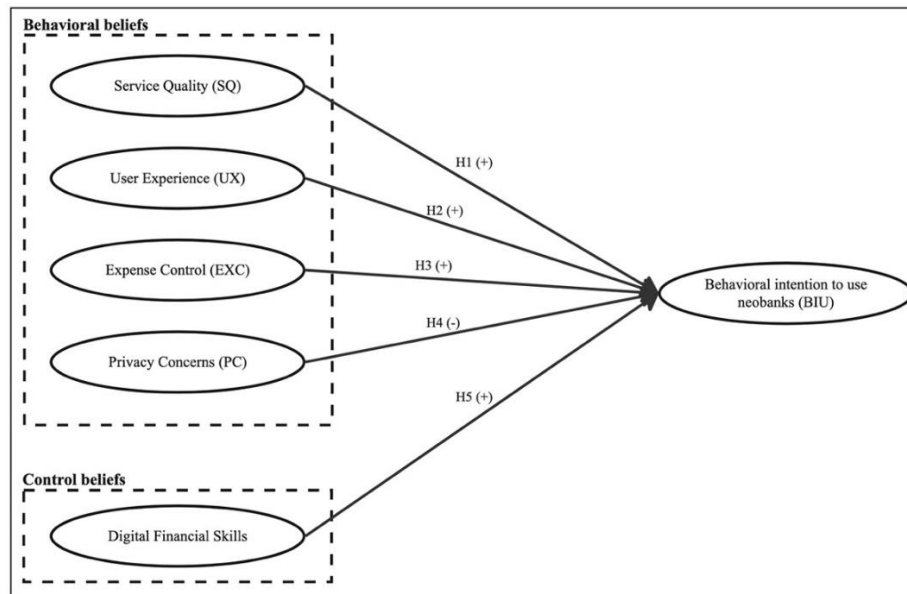 Behavioral beliefs
Service Quality (SQ)
H1 (+)
User Experience (UX)
H2 (+)
Expense Control (EXC)
H3 (+)
Behavioral intention to use
neobanks (BIU)
H4 (-)
Privacy Concerns (PC)
H5 (+)
Control beliefs
Digital Financial Skills